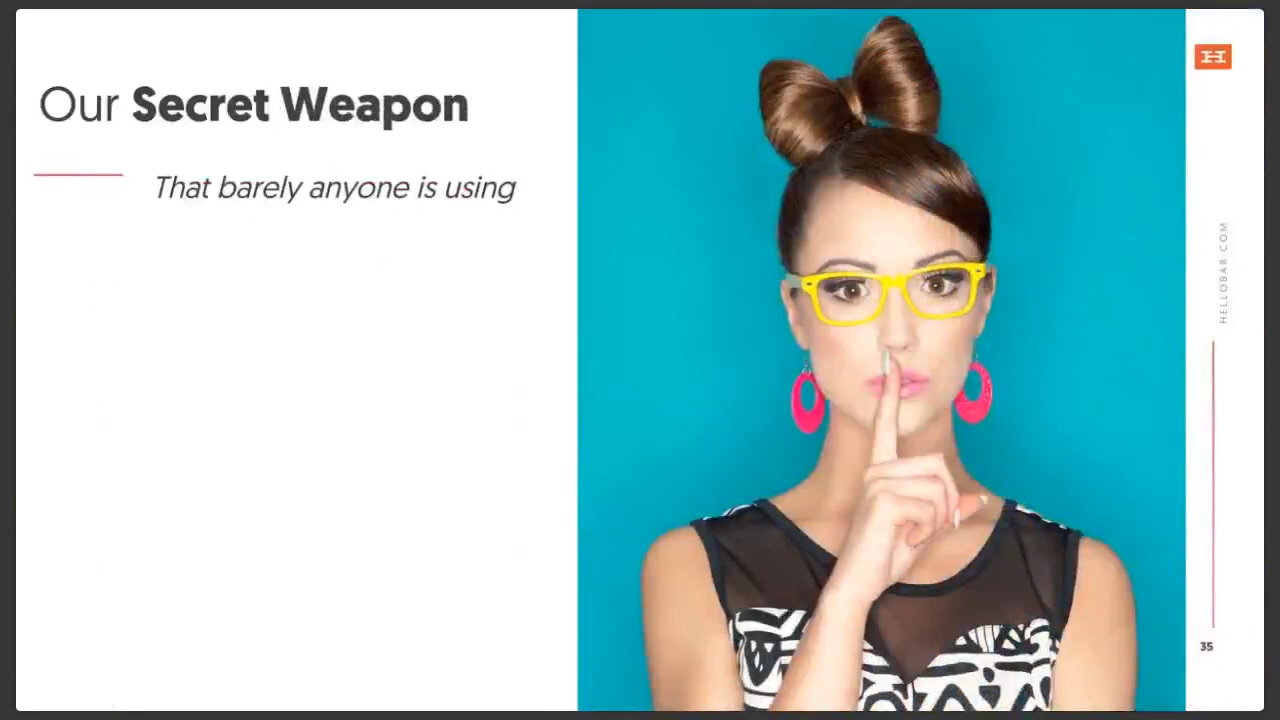 Our Secret Weapon
That barely anyone is using
H
HELLOBAR.COM
35